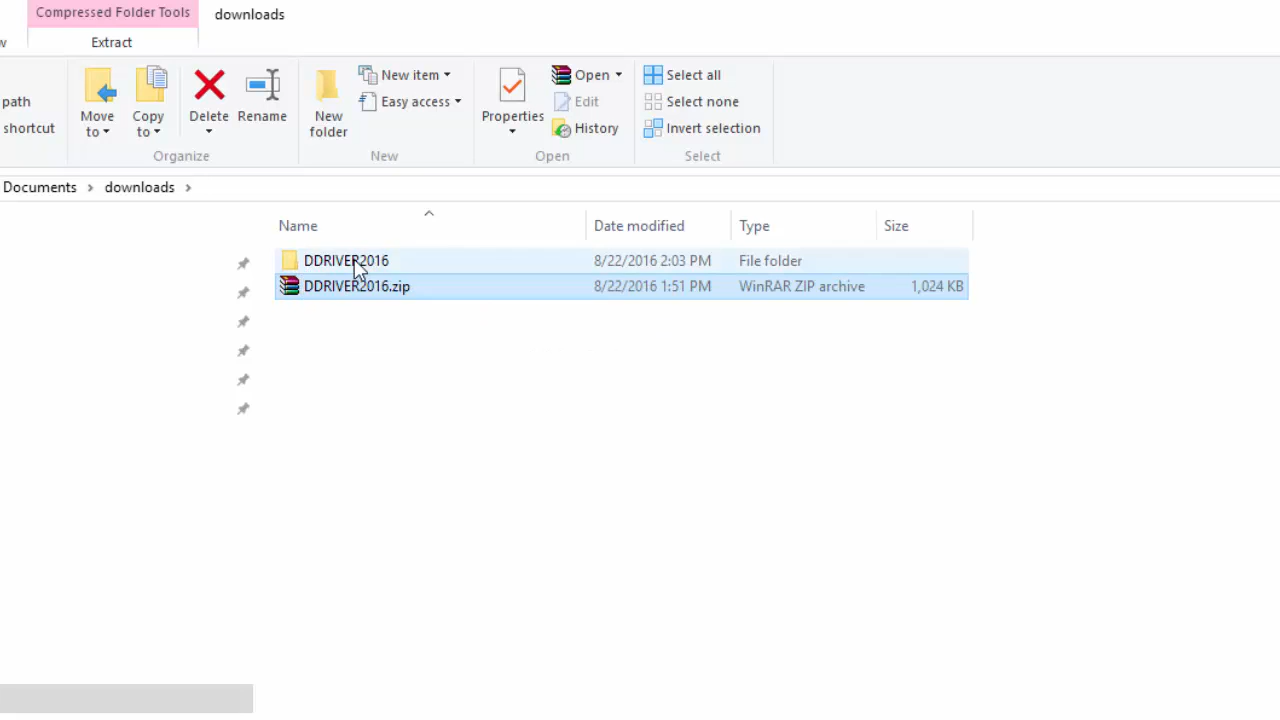 Compressed Folder Tools
downloads
w
Extract
path
shortcut
Move to
Copy to
Delete
Rename
Organize
New folder
New item
Easy access
New
Properties
Open
Edit
History
Open
Select all
Select none
Invert selection
Select
Documents > downloads >
Name Date modified Type Size
DDRIVER2016 8/22/2016 2:03 PM File folder
DDRIVER2016.zip 8/22/2016 1:51 PM WinRAR ZIP archive 1,024 KB